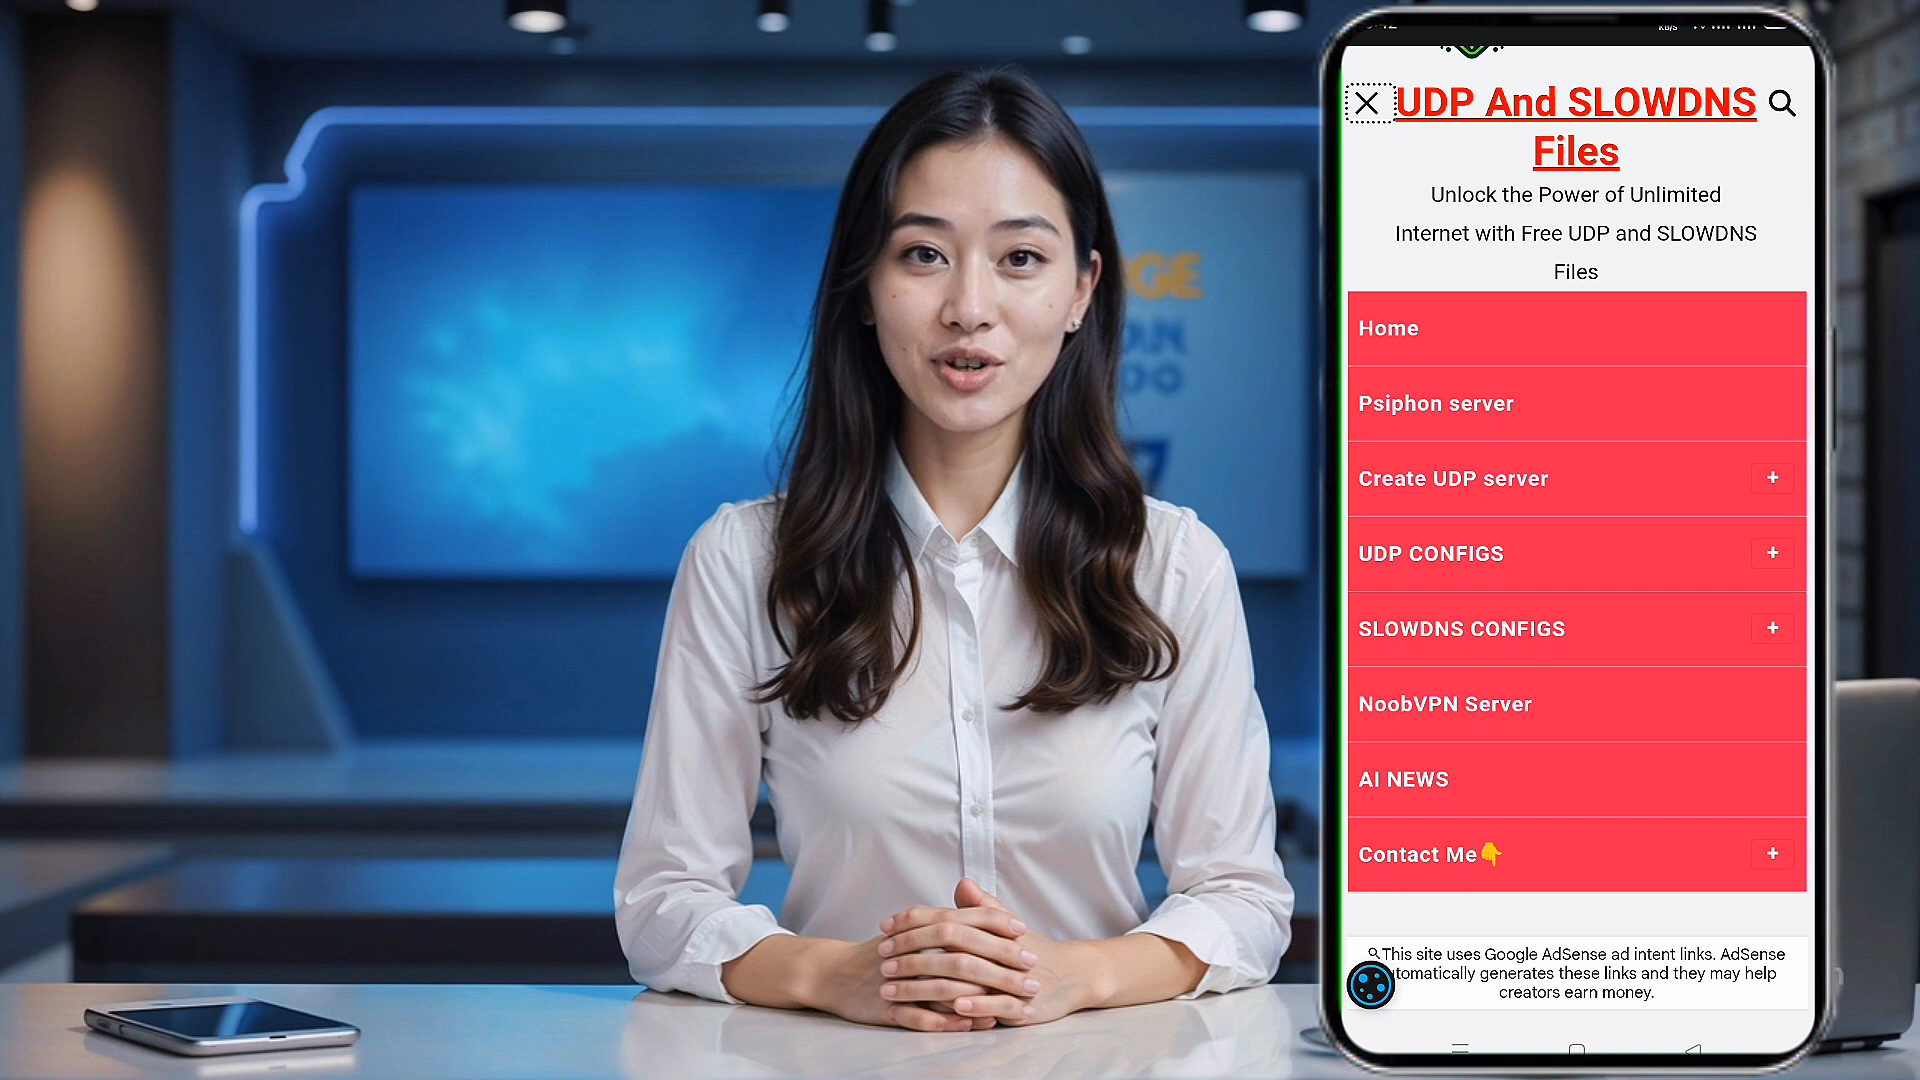 UDP And SLOWDNS
Files
Unlock the Power of Unlimited
Internet with Free UDP and SLOWDNS
Files
Home
Psiphon server
Create UDP server +
UDP CONFIGS +
SLOWDNS CONFIGS +
NoobVPN Server
AI NEWS
Contact Me👇 +
This site uses Google AdSense ad intent links. AdSense
generates these links and they may help
creators earn money.